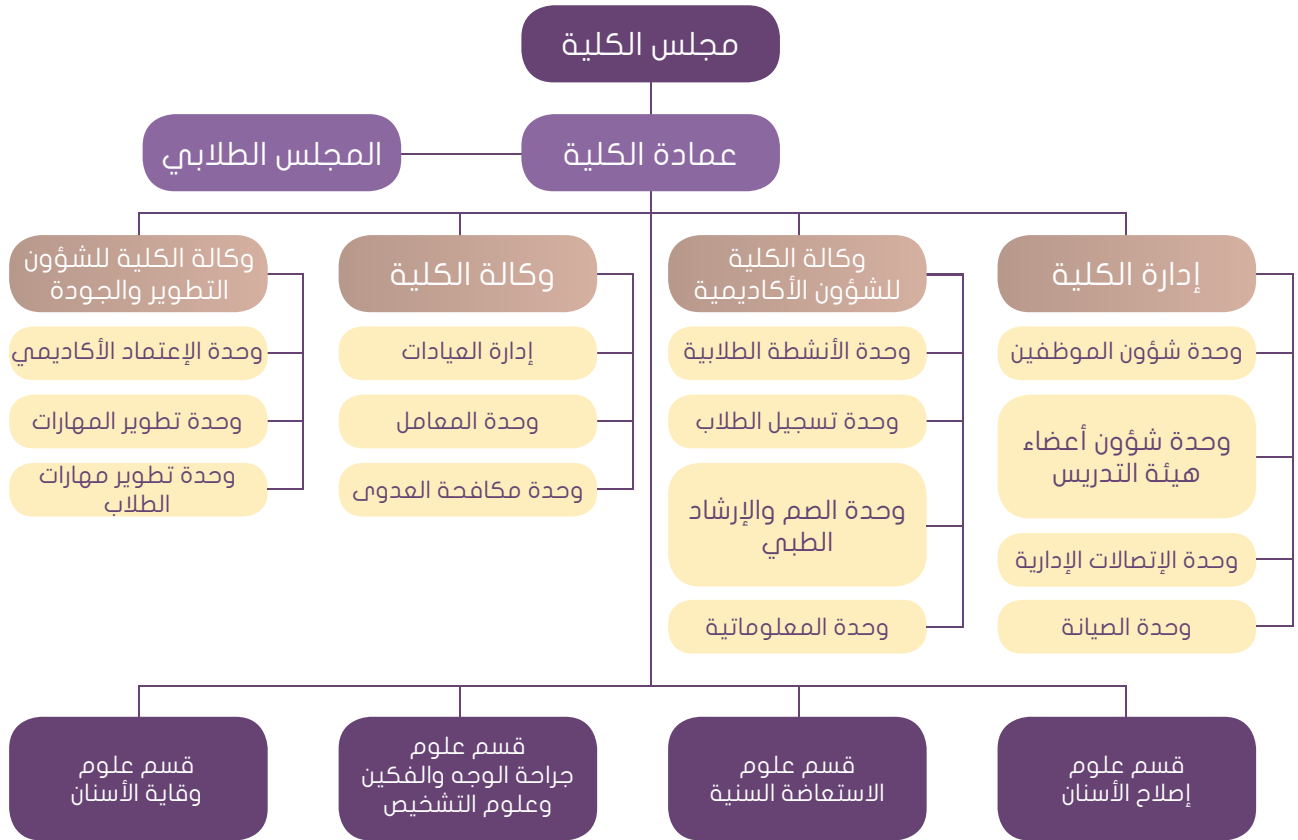 مجلس الكلية
عمادة الكلية
المجلس الطلابي
إدارة الكلية
وحدة شؤون الموظفين
وحدة شؤون أعضاء
هيئة التدريس
وحدة الإتصالات الإدارية
وحدة الصيانة
وكالة الكلية
للشؤون الأكاديمية
وحدة الأنشطة الطلابية
وحدة تسجيل الطلاب
وحدة الصم والإرشاد
الطبي
وحدة المعلوماتية
وكالة الكلية
إدارة العيادات
وحدة المعامل
وحدة مكافحة العدوى
وكالة الكلية للشؤون
التطوير والجودة
وحدة الإعتماد الأكاديمي
وحدة تطوير المهارات
وحدة تطوير مهارات
الطلاب
قسم علوم
إصلاح الأسنان
قسم علوم
الاستعاضة السنية
قسم علوم
جراحة الوجه والفكين
وعلوم التشخيص
قسم علوم
وقاية الأسنان